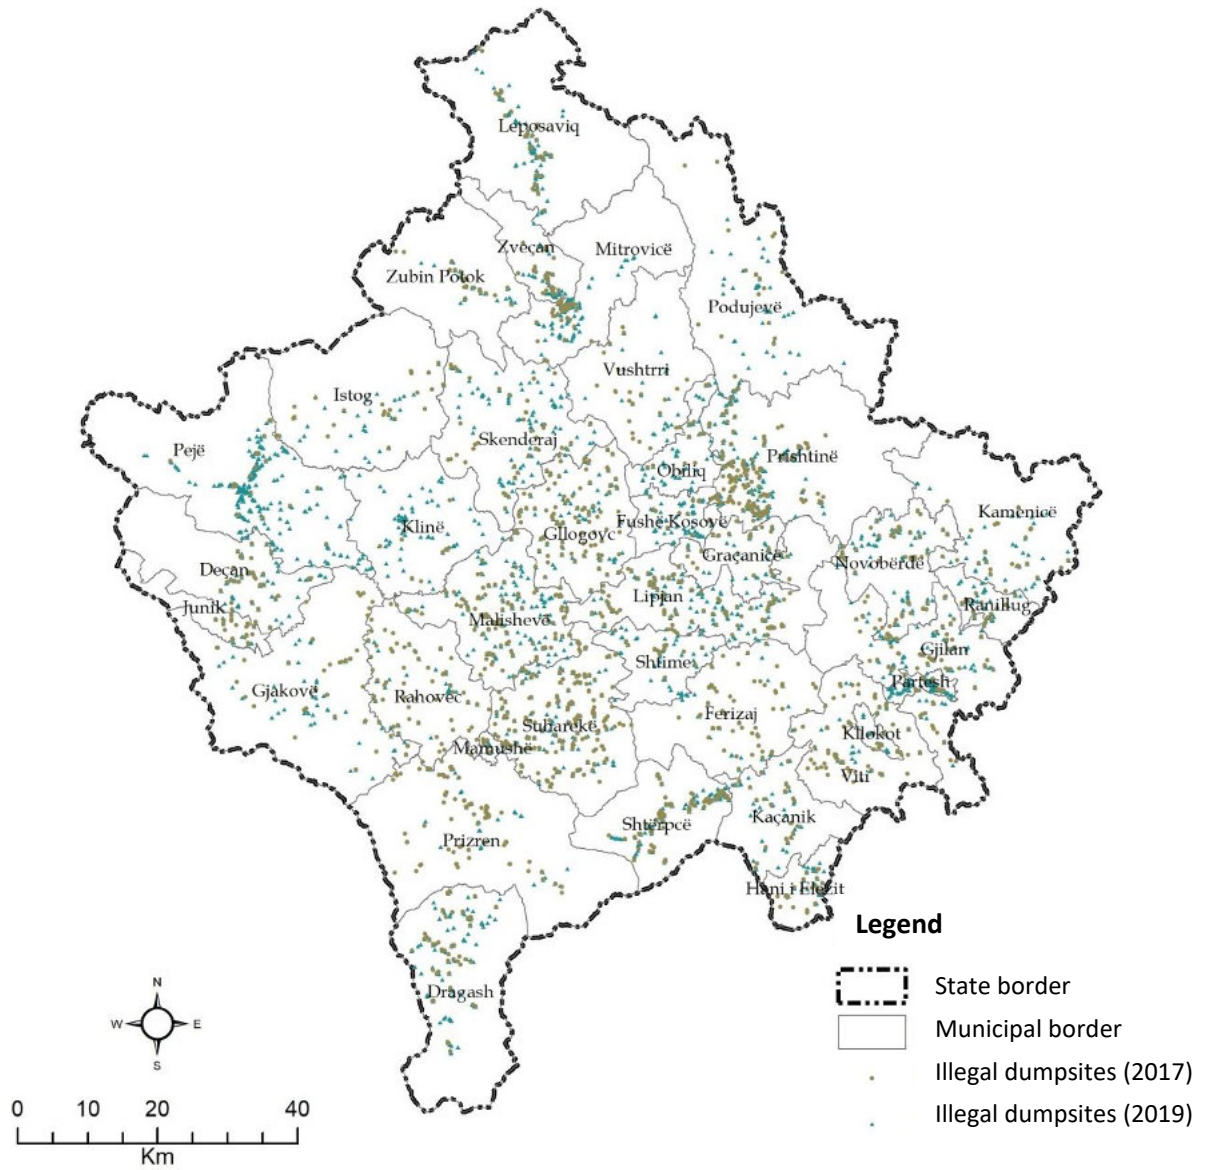 Leposaviq
Zveçan
Mitrovicë
Zubin Potok
Podujevë
Vushtrri
Istog
Skenderaj
Pejë
Prishtinë
Obiliq
Kamenicë
Klinë
Fushë Kosovë
Gllogovc
Graçanicë
Novobërdë
Deçan
Lipjan
Ranillug
Junik
Malishevë
Gjilan
Shtime
Partesh
Gjakovë
Rahovec
Ferizaj
Suharekë
Kllokot
Mamushë
Viti
Kaçanik
Shtërpcë
Prizren
Hani i Elezit
Dragash
Legend
State border
Municipal border
Illegal dumpsites (2017)
Illegal dumpsites (2019)
N
W E
S
0 10 20 40
Km